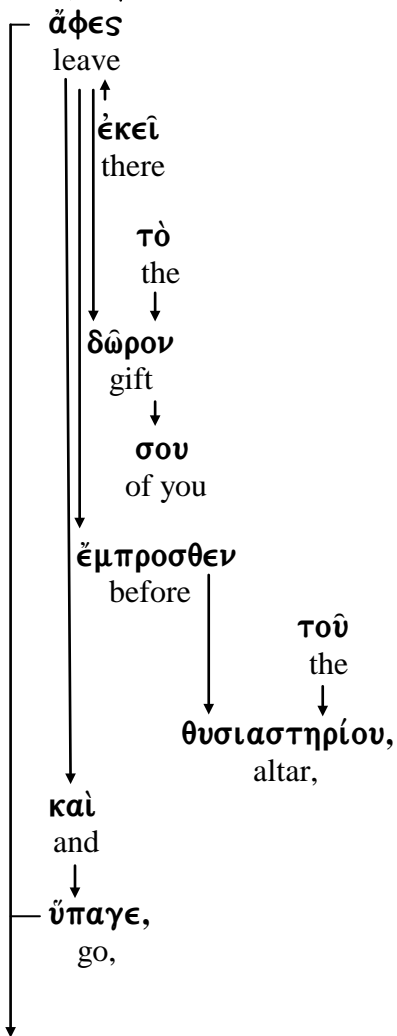 ἄφες
leave
ἐκεῖ
there
τὸ
the
δῶρον
gift
σου
of you
ἔμπροσθεν
before
τοῦ
the
θυσιαστηρίου,
altar,
καὶ
and
ὕπαγε,
go,